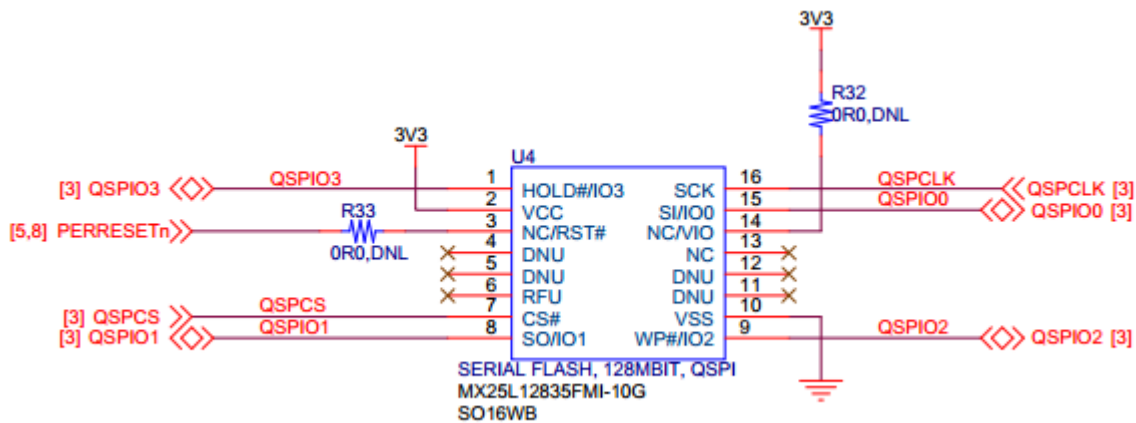 3V3
R32
0R0,DNL
3V3
U4
[3] QSPIO3
QSPIO3
1
HOLD#/IO3
SCK
16
QSPCLK
QSPCLK [3]
2
VCC
SI/IO0
15
QSPIO0
QSPIO0 [3]
[5,8] PERRESETn
R33
0R0,DNL
3
NC/RST#
NC/VIO
14
4
DNU
NC
13
5
DNU
DNU
12
6
RFU
DNU
11
[3] QSPCS
QSPCS
7
CS#
VSS
10
[3] QSPIO1
QSPIO1
8
SO/IO1
WP#/IO2
9
QSPIO2
QSPIO2 [3]
SERIAL FLASH, 128MBIT, QSPI
MX25L12835FMI-10G
SO16WB